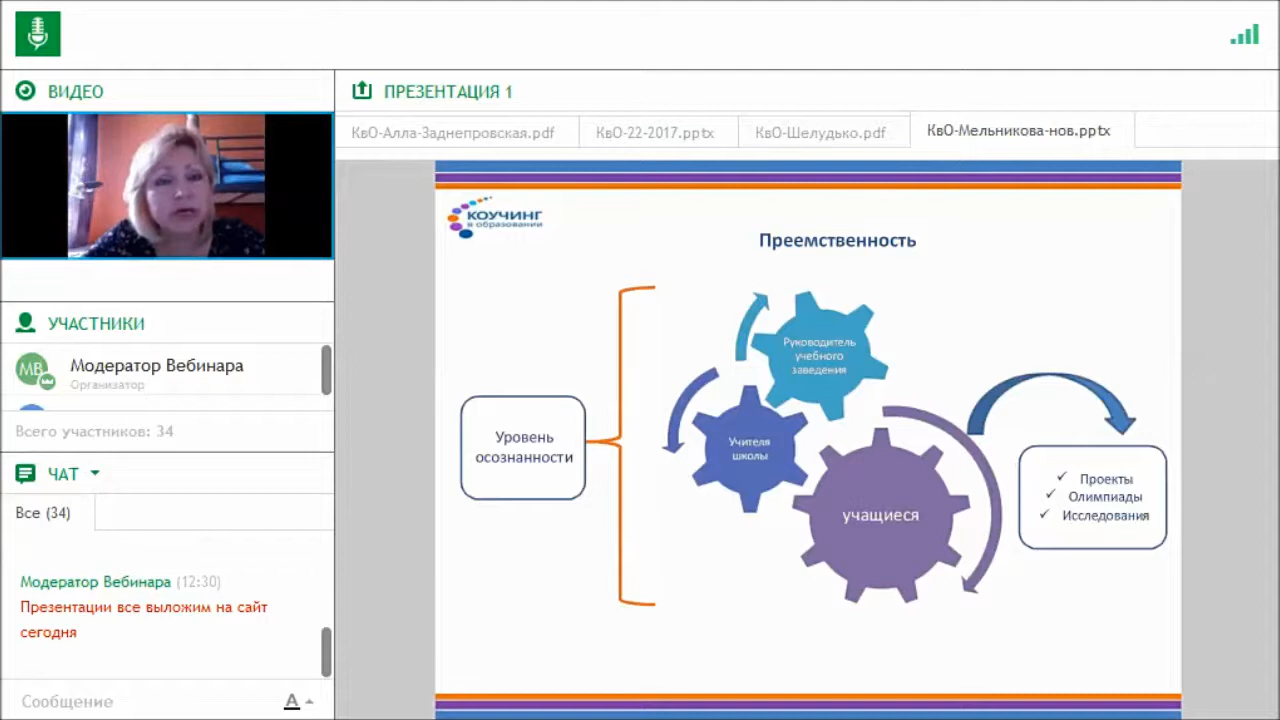 ВИДЕО
ПРЕЗЕНТАЦИЯ 1
КвО-Алла-Заднепровская.pdf
КвО-22-2017.pptx
КвО-Шелудько.pdf
КвО-Мельникова-нов.pptx
УЧАСТНИКИ
МВ
Модератор Вебинара
Организатор
Всего участников: 34
ЧАТ
Все (34)
Модератор Вебинара (12:30)
Презентации все выложим на сайт
сегодня
Сообщение
А
КОУЧИНГ
в образовании
Преемственность
Уровень
осознанности
Руководитель
учебного
заведения
Учителя
школы
учащиеся
✓ Проекты
✓ Олимпиады
✓ Исследования